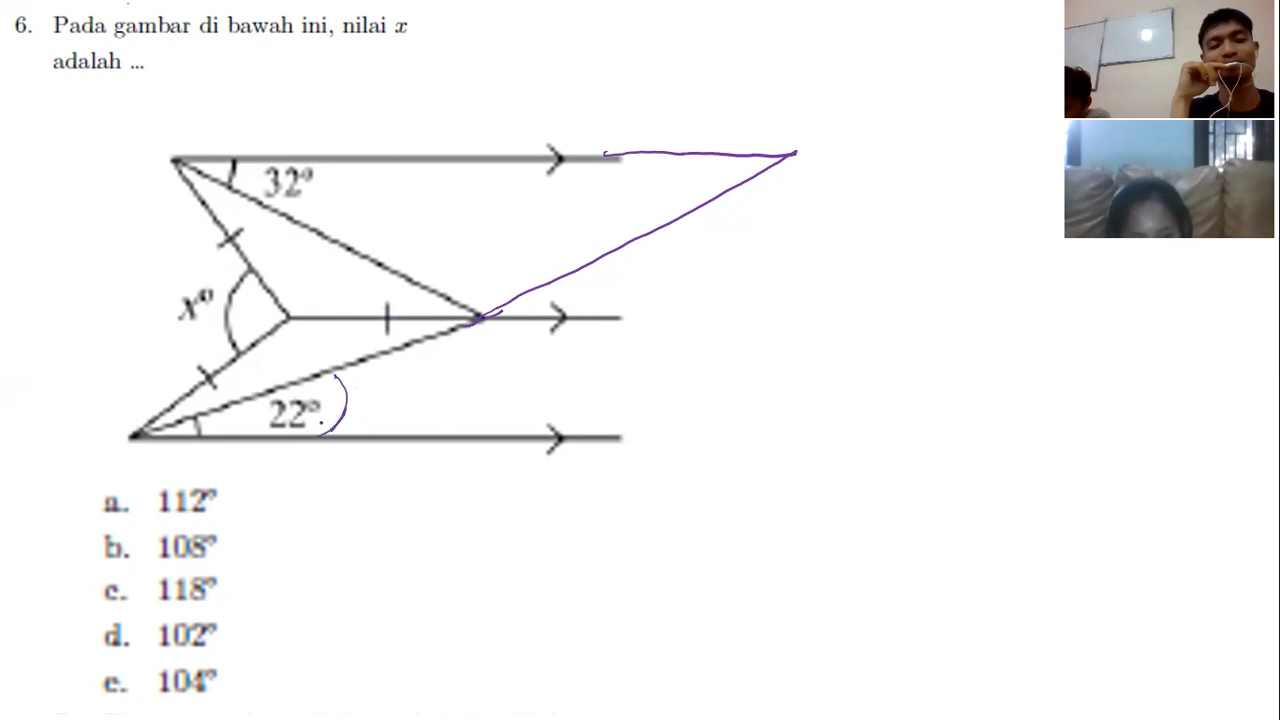 6. Pada gambar di bawah ini, nilai x
adalah ...
32°
x°
22°
a. 112°
b. 108°
c. 118°
d. 102°
e. 104°